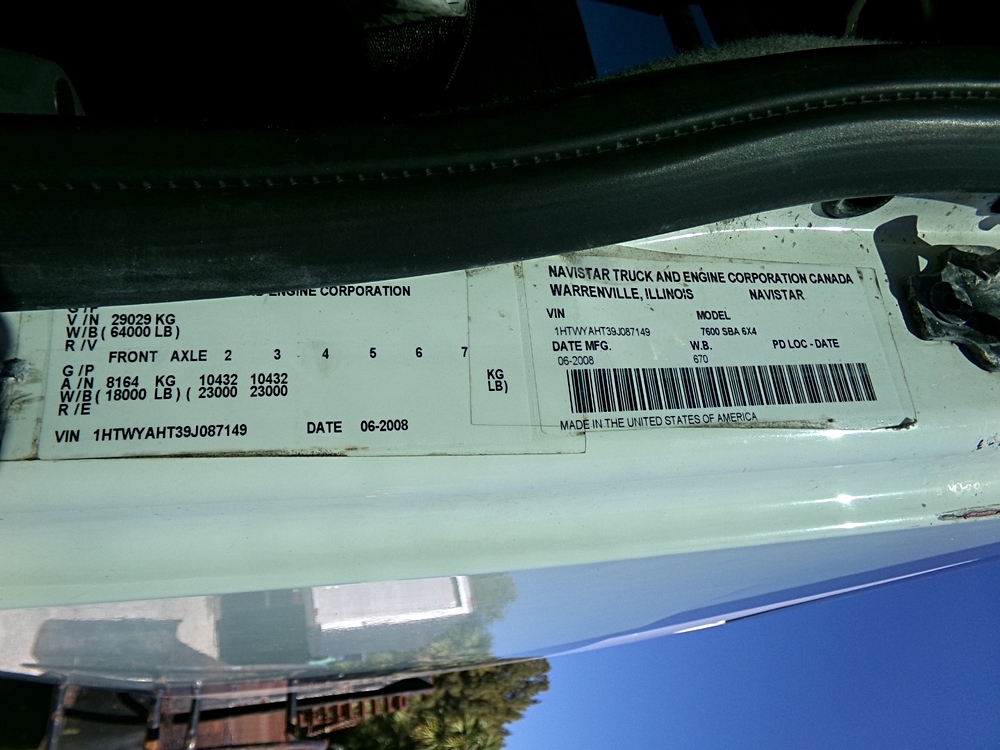 ENGINE CORPORATION
G /P
V /N 29029 KG
W/B ( 64000 LB )
R /V
FRONT AXLE 2 3 4 5 6 7
G /P
A /N 8164 KG 10432 10432 KG
W/B ( 18000 LB ) ( 23000 23000 LB)
R /E
VIN 1HTWYAHT39J087149 DATE 06-2008
NAVISTAR TRUCK AND ENGINE CORPORATION CANADA
WARRENVILLE, ILLINOIS NAVISTAR
VIN MODEL
1HTWYAHT39J087149 7600 SBA 6X4
DATE MFG. W.B. PD LOC - DATE
06-2008 670
MADE IN THE UNITED STATES OF AMERICA